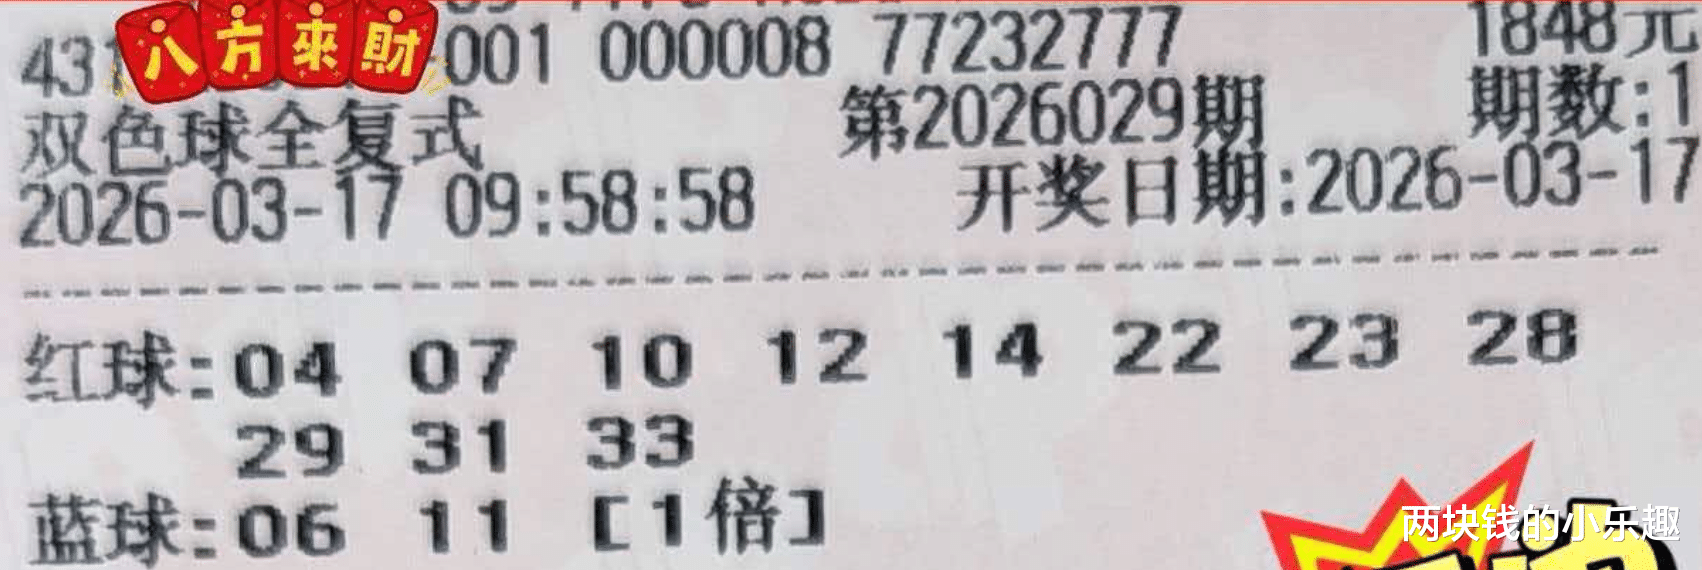 八方來財
431 001 000008 77232777 1848元
双色球全复式 第2026029期 期数:1
2026-03-17 09:58:58 开奖日期:2026-03-17
红球:04 07 10 12 14 22 23 28
29 31 33
蓝球:06 11 [1倍]
两块钱的小乐趣